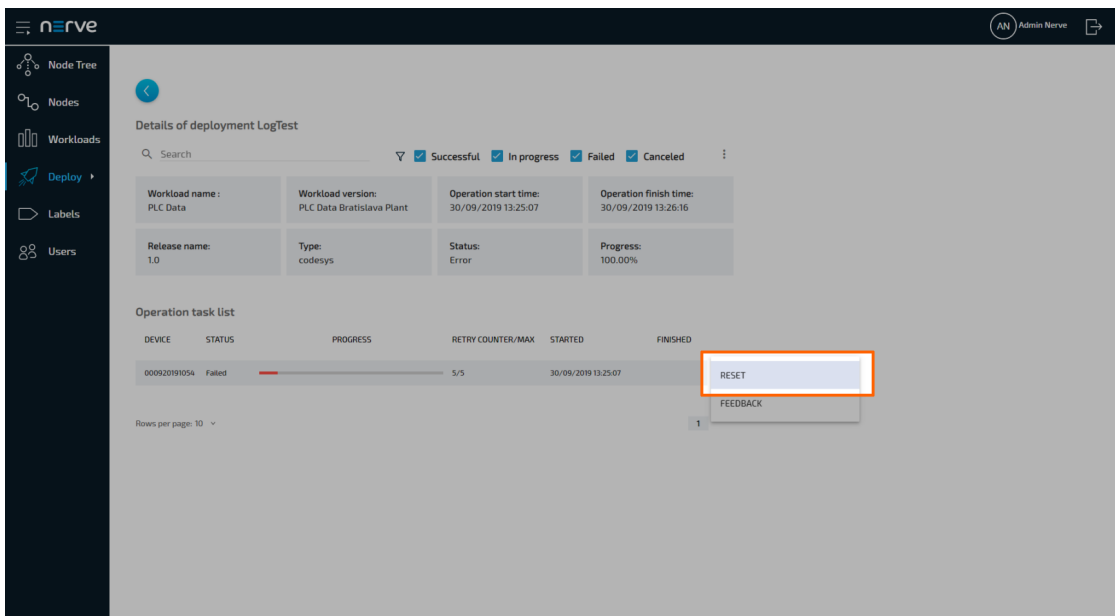 nerve
AN Admin Nerve
Node Tree
Nodes
Workloads
Deploy
Labels
Users
Details of deployment LogTest
Search
Successful In progress Failed Canceled
Workload name : Workload version: Operation start time: Operation finish time:
PLC Data PLC Data Bratislava Plant 30/09/2019 13:25:07 30/09/2019 13:26:16
Release name: Type: Status: Progress:
1.0 codesys Error 100.00%
Operation task list
DEVICE STATUS PROGRESS RETRY COUNTER/MAX STARTED FINISHED
000920191054 Failed 5/5 30/09/2019 13:25:07
RESET
FEEDBACK
Rows per page: 10 1